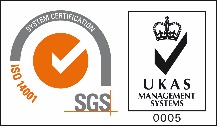 SYSTEM CERTIFICATION
ISO 14001
SGS
UKAS
MANAGEMENT
SYSTEMS
0005